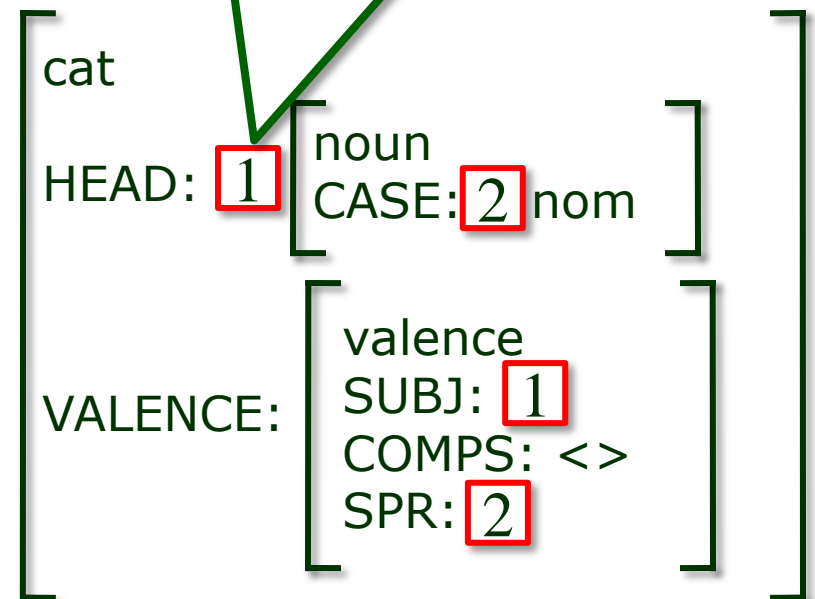 cat
HEAD: 1
noun
CASE: 2 nom
VALENCE:
valence
SUBJ: 1
COMPS: <>
SPR: 2